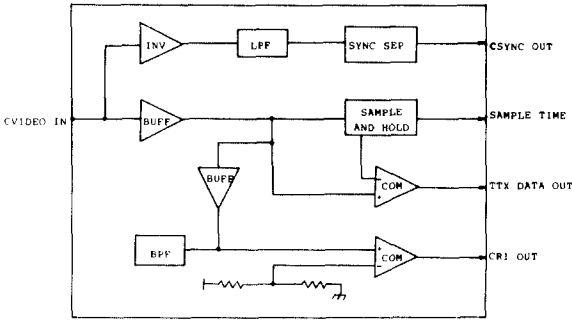 INV
LPF
SYNC SEP
CSYNC OUT
CVIDEO IN
BUFF
SAMPLE
AND HOLD
SAMPLE TIME
BUFF
-
COM
+
TTX DATA OUT
BPF
+
COM
-
CRI OUT